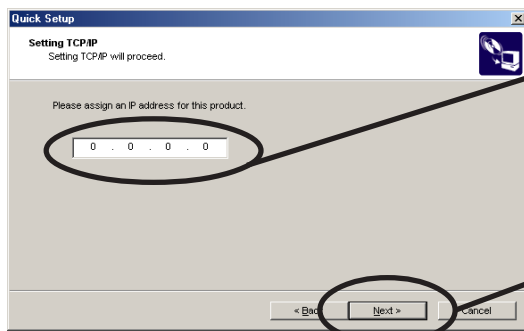 Quick Setup
Setting TCP/IP
Setting TCP/IP will proceed.
Please assign an IP address for this product.
0 . 0 . 0 . 0
< Next > Cancel